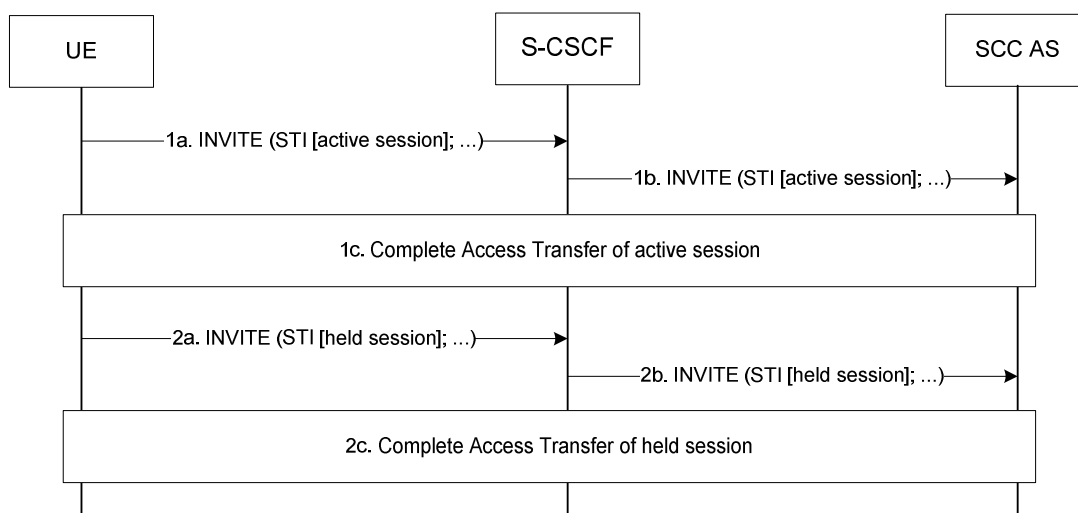 UE
S-CSCF
SCC AS
1a. INVITE (STI [active session]; ...)
1b. INVITE (STI [active session]; ...)
1c. Complete Access Transfer of active session
2a. INVITE (STI [held session]; ...)
2b. INVITE (STI [held session]; ...)
2c. Complete Access Transfer of held session